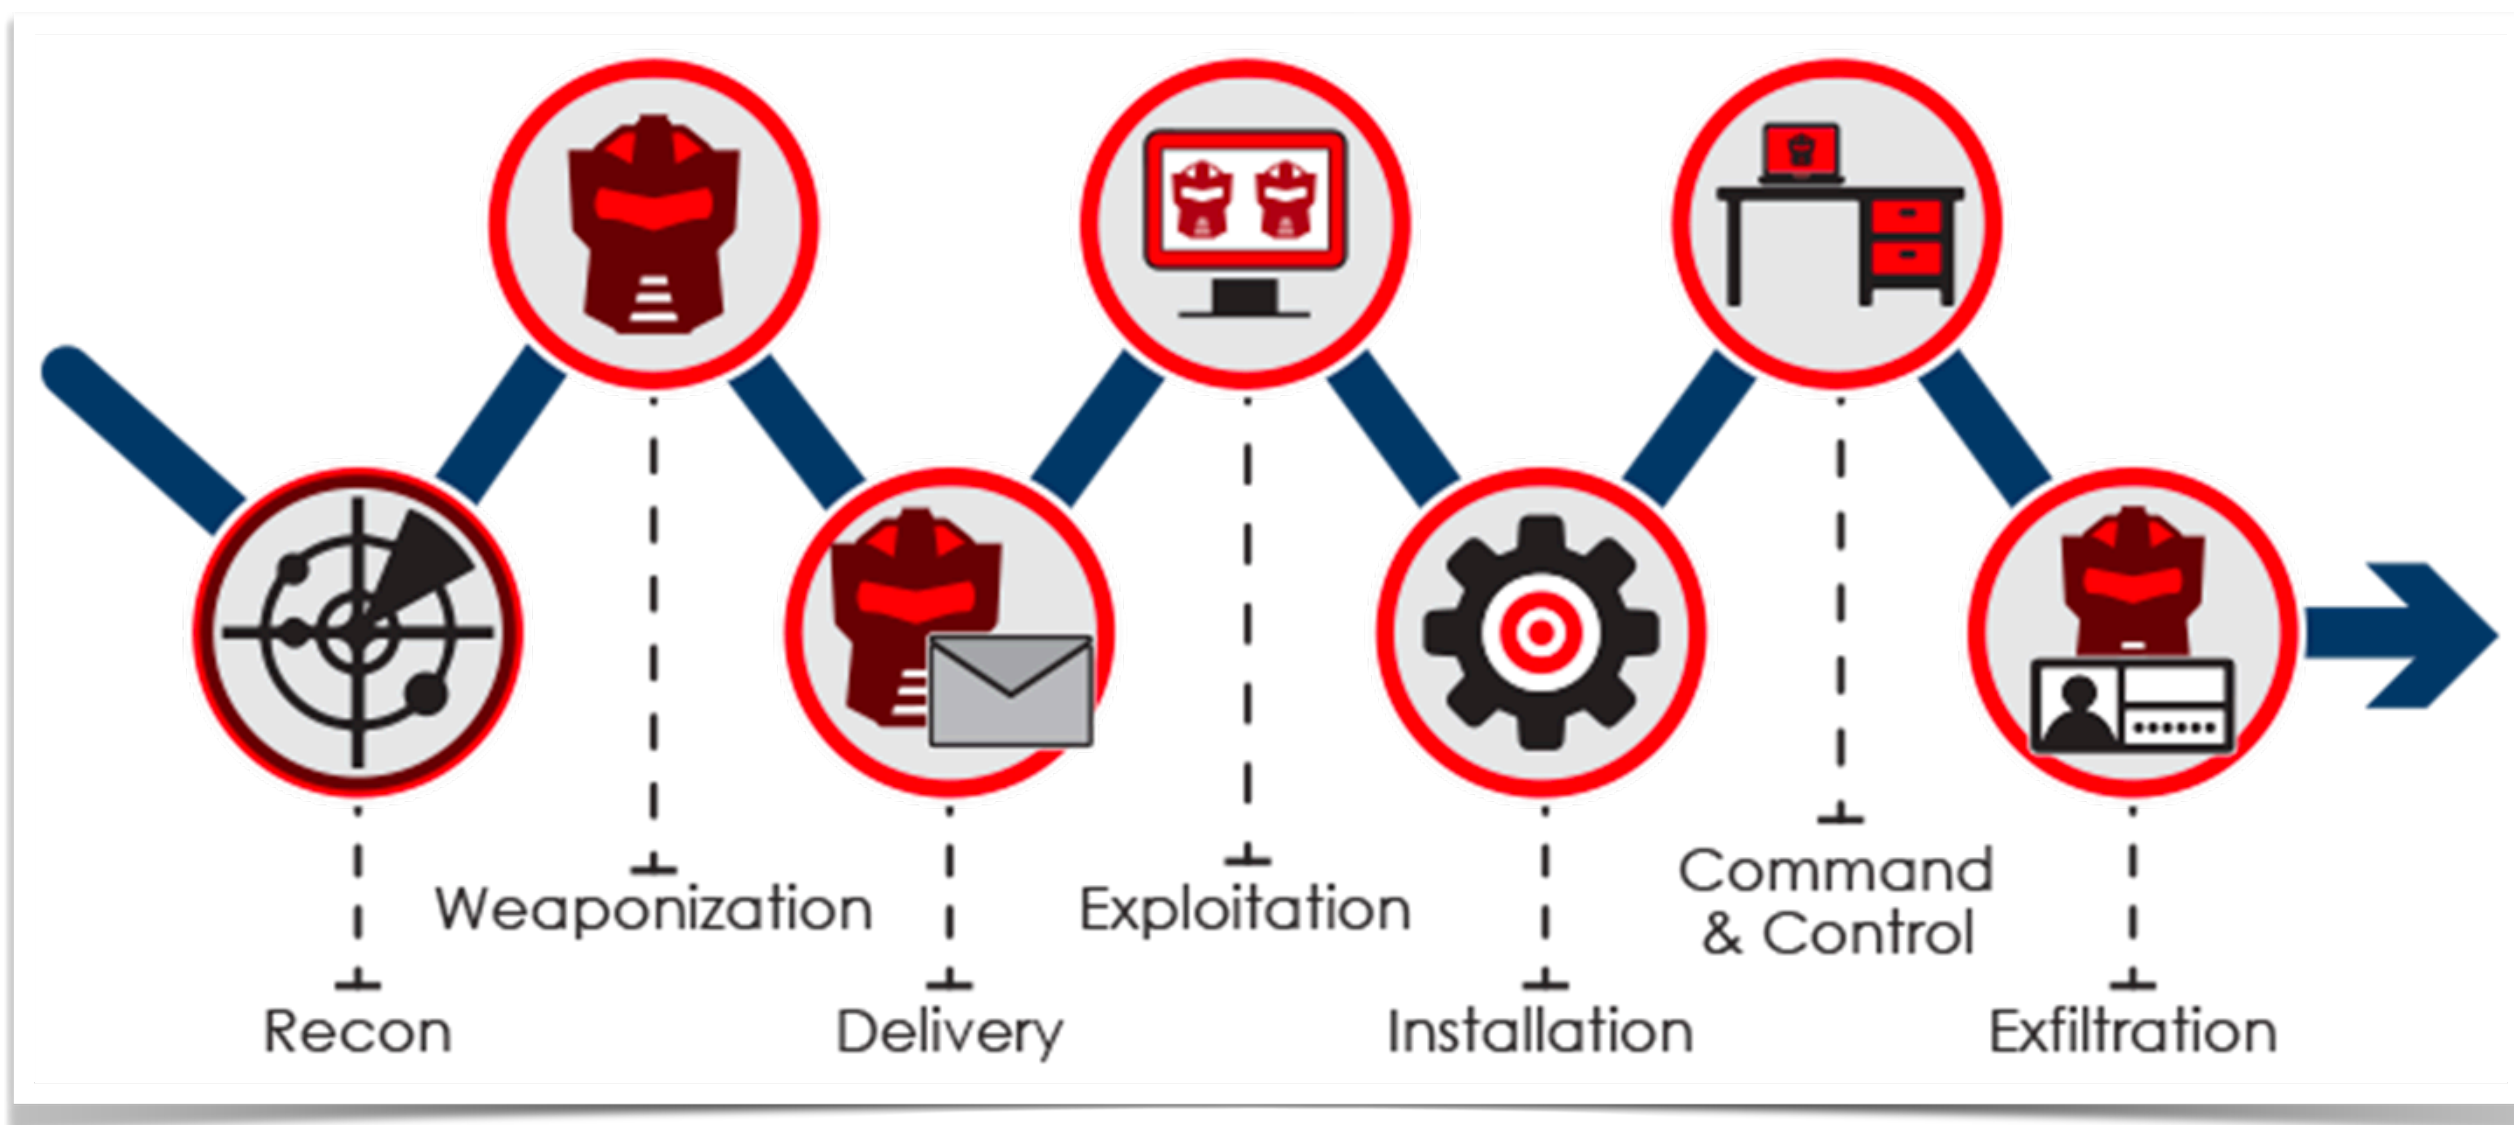 Recon
Weaponization
Delivery
Exploitation
Installation
Command
& Control
Exfiltration